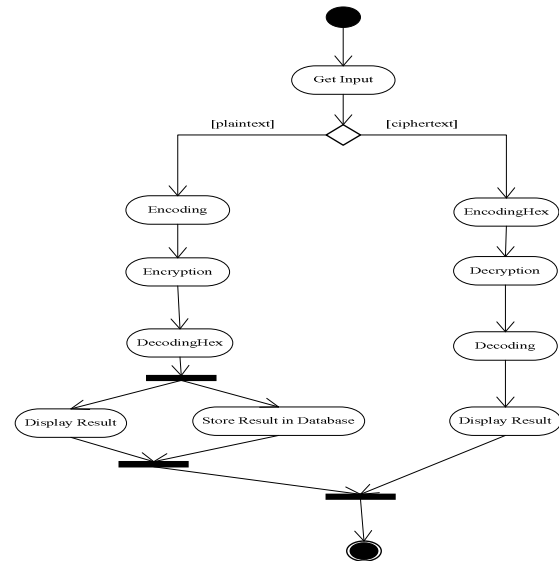 Get Input
[plaintext]
[ciphertext]
Encoding
EncodingHex
Encryption
Decryption
DecodingHex
Decoding
Display Result
Store Result in Database
Display Result